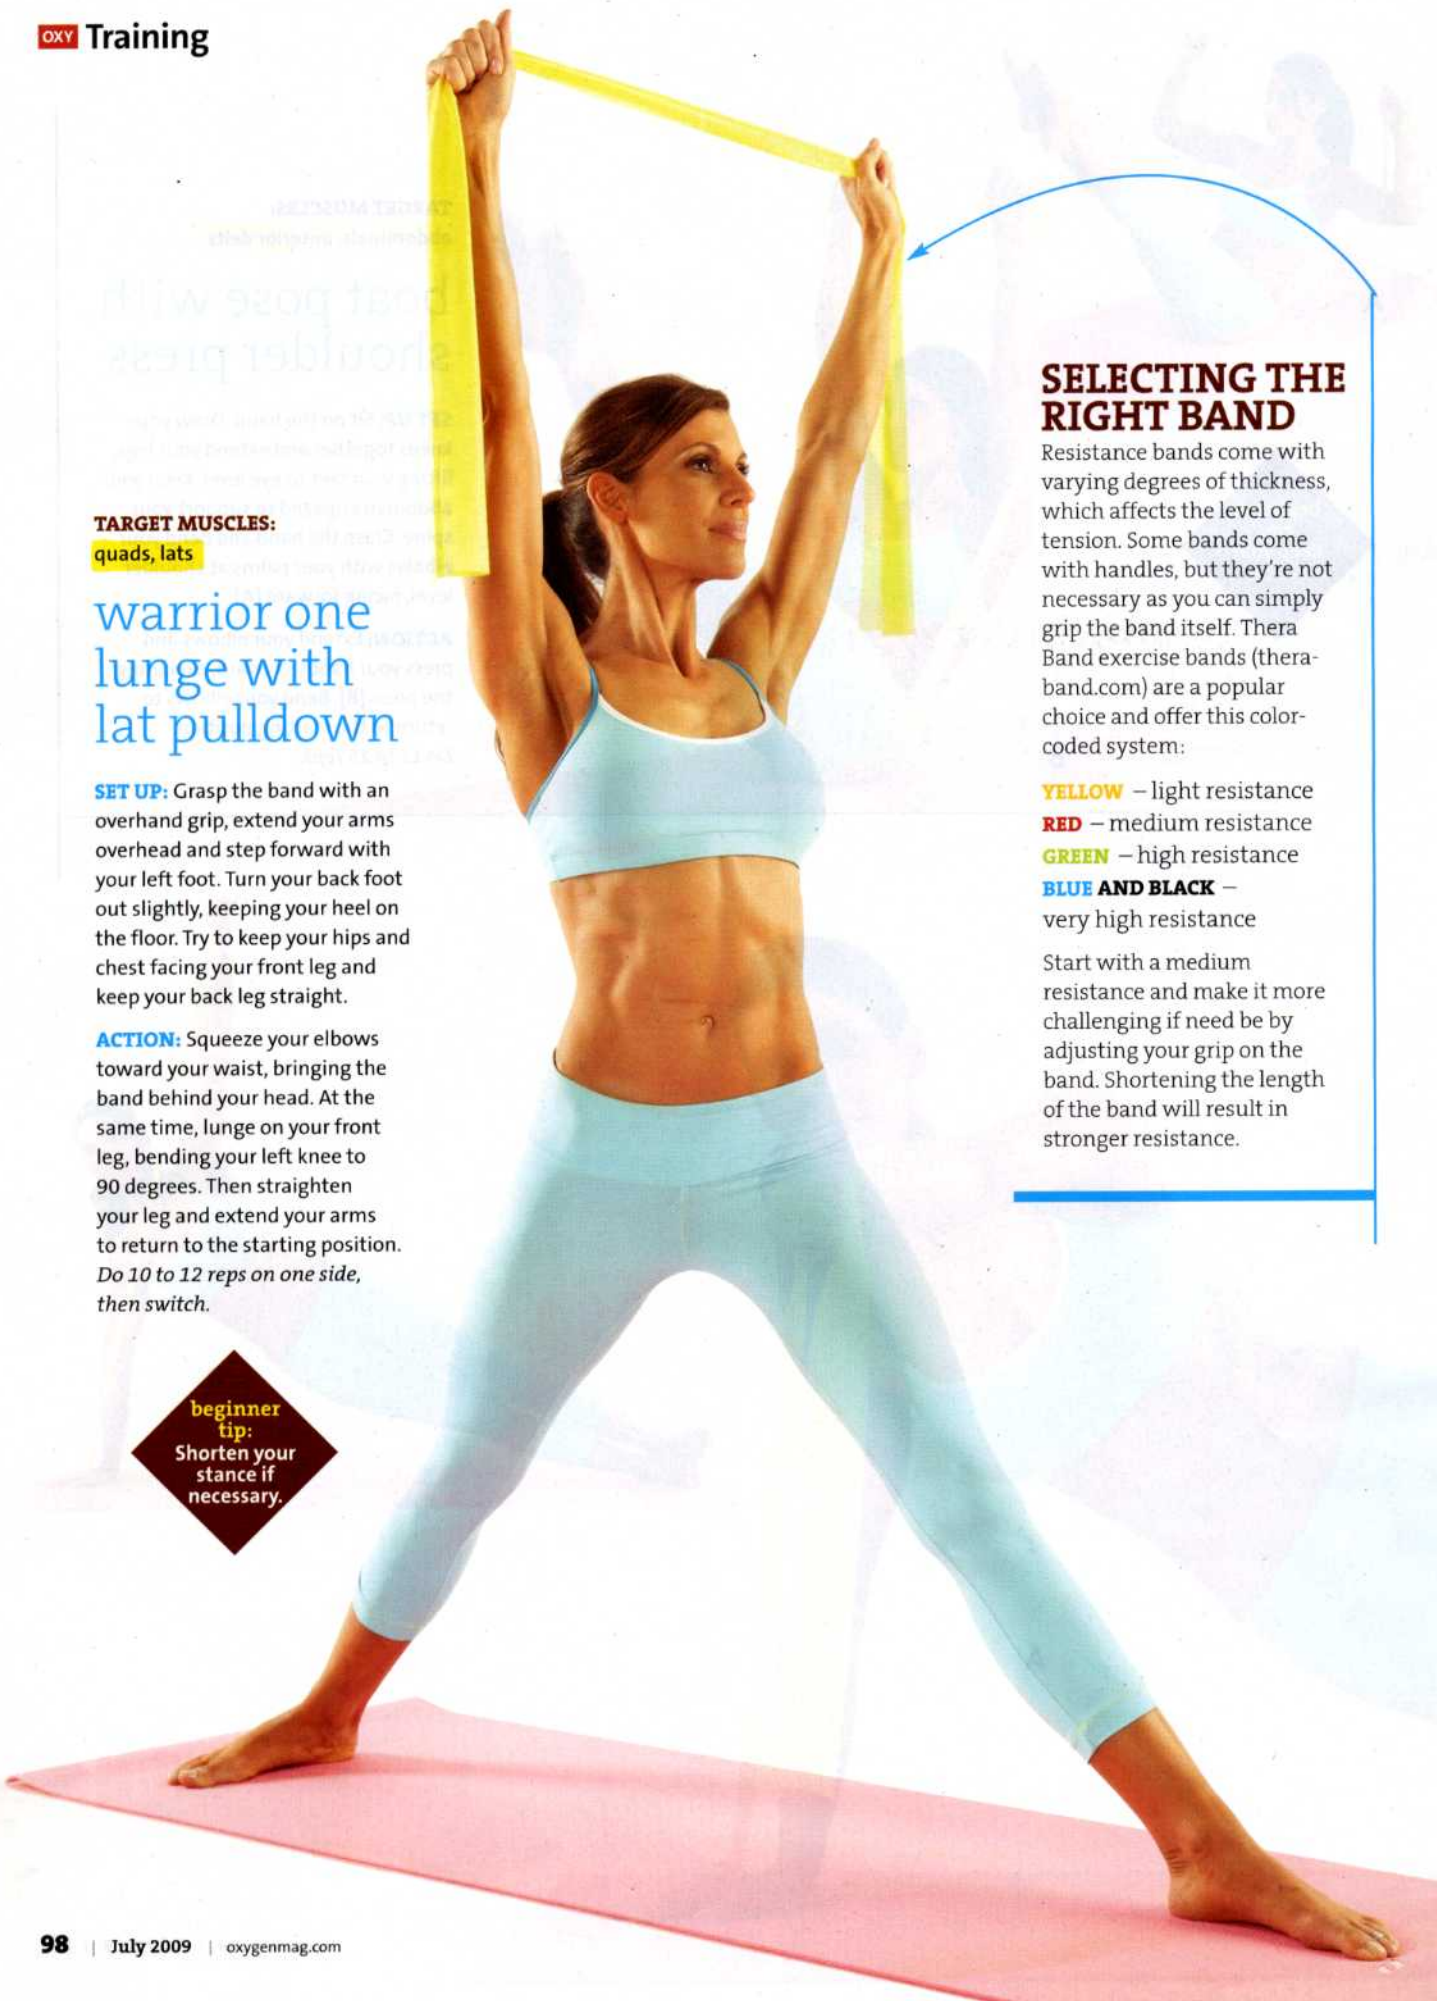 OXY Training
TARGET MUSCLES:
quads, lats
warrior one
lunge with
lat pulldown
SET UP: Grasp the band with an
overhand grip, extend your arms
overhead and step forward with
your left foot. Turn your back foot
out slightly, keeping your heel on
the floor. Try to keep your hips and
chest facing your front leg and
keep your back leg straight.
ACTION: Squeeze your elbows
toward your waist, bringing the
band behind your head. At the
same time, lunge on your front
leg, bending your left knee to
90 degrees. Then straighten
your leg and extend your arms
to return to the starting position.
Do 10 to 12 reps on one side,
then switch.
beginner
tip:
Shorten your
stance if
necessary.
SELECTING THE
RIGHT BAND
Resistance bands come with
varying degrees of thickness,
which affects the level of
tension. Some bands come
with handles, but they're not
necessary as you can simply
grip the band itself. Thera
Band exercise bands (thera-
band.com) are a popular
choice and offer this color-
coded system:
YELLOW – light resistance
RED – medium resistance
GREEN – high resistance
BLUE AND BLACK –
very high resistance
Start with a medium
resistance and make it more
challenging if need be by
adjusting your grip on the
band. Shortening the length
of the band will result in
stronger resistance.
98 | July 2009 | oxygenmag.com